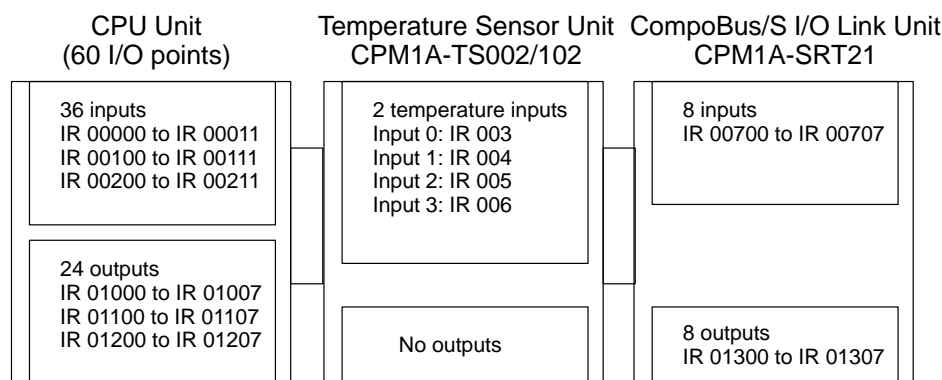 CPU Unit
(60 I/O points)
Temperature Sensor Unit
CPM1A-TS002/102
CompoBus/S I/O Link Unit
CPM1A-SRT21
36 inputs
IR 00000 to IR 00011
IR 00100 to IR 00111
IR 00200 to IR 00211
2 temperature inputs
Input 0: IR 003
Input 1: IR 004
Input 2: IR 005
Input 3: IR 006
8 inputs
IR 00700 to IR 00707
24 outputs
IR 01000 to IR 01007
IR 01100 to IR 01107
IR 01200 to IR 01207
No outputs
8 outputs
IR 01300 to IR 01307